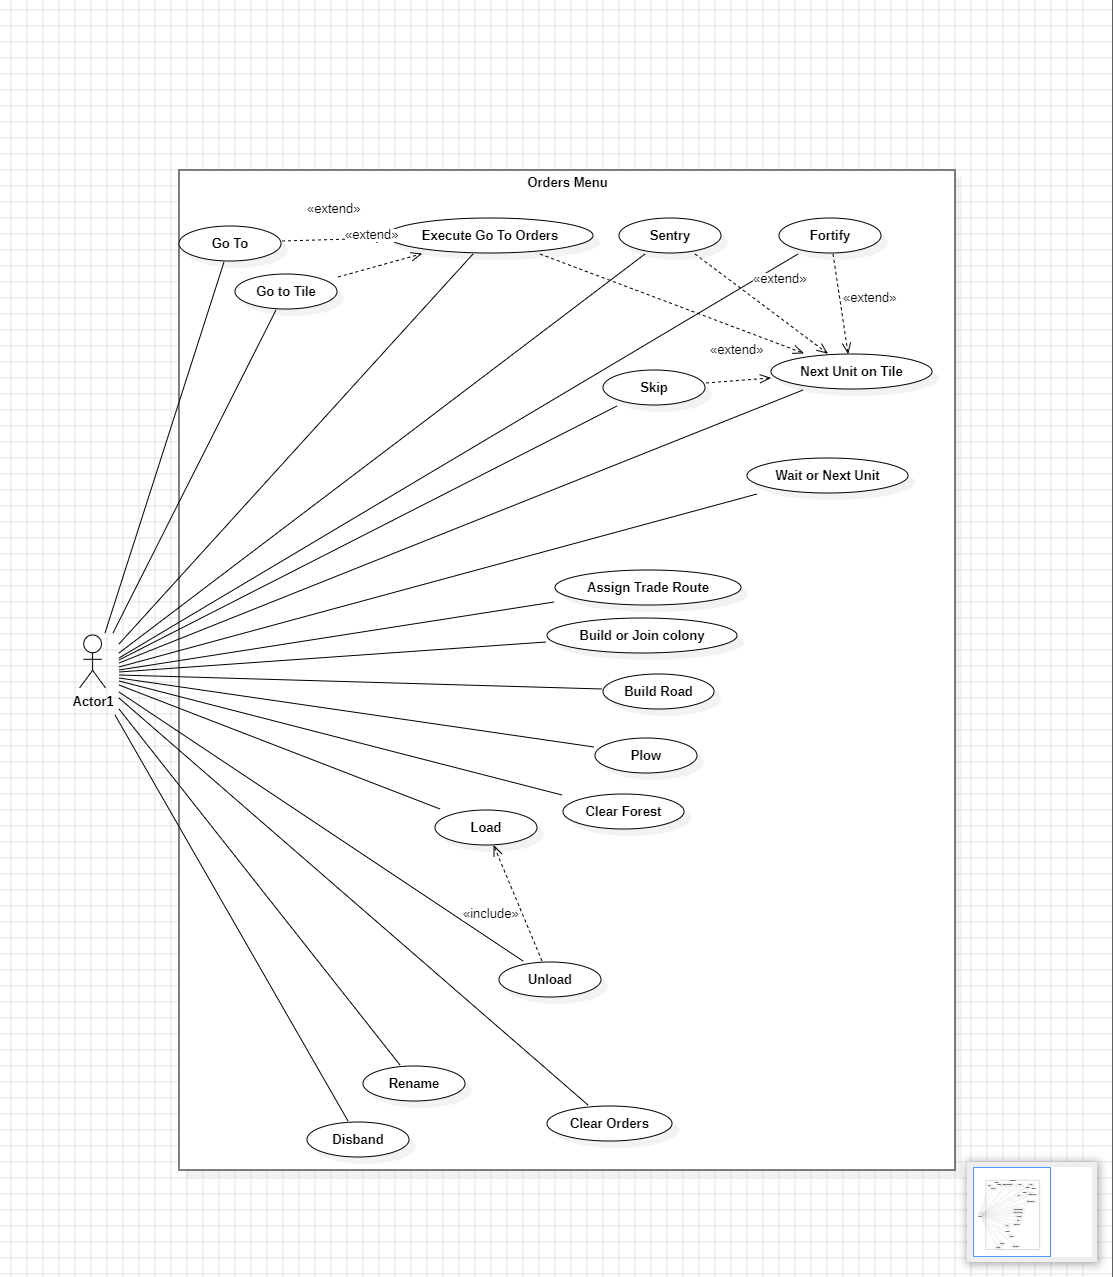 Orders Menu
«extend»
Go To
«extend»
Execute Go To Orders
Sentry
Fortify
Go to Tile
«extend»
«extend»
«extend»
Next Unit on Tile
Skip
Wait or Next Unit
Assign Trade Route
Build or Join colony
Build Road
Actor1
Plow
Clear Forest
Load
«include»
Unload
Rename
Clear Orders
Disband